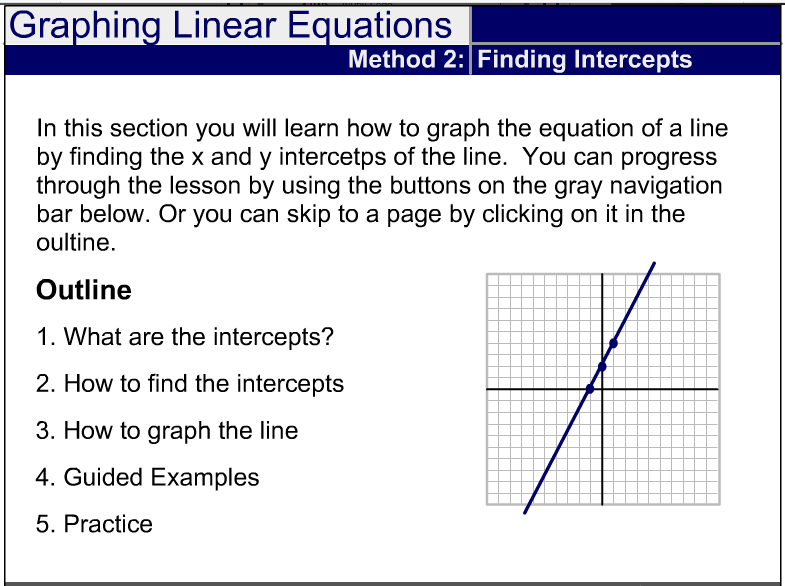 Graphing Linear Equations
Method 2: Finding Intercepts
In this section you will learn how to graph the equation of a line
by finding the x and y intercetps of the line. You can progress
through the lesson by using the buttons on the gray navigation
bar below. Or you can skip to a page by clicking on it in the
oultine.
Outline
1. What are the intercepts?
2. How to find the intercepts
3. How to graph the line
4. Guided Examples
5. Practice